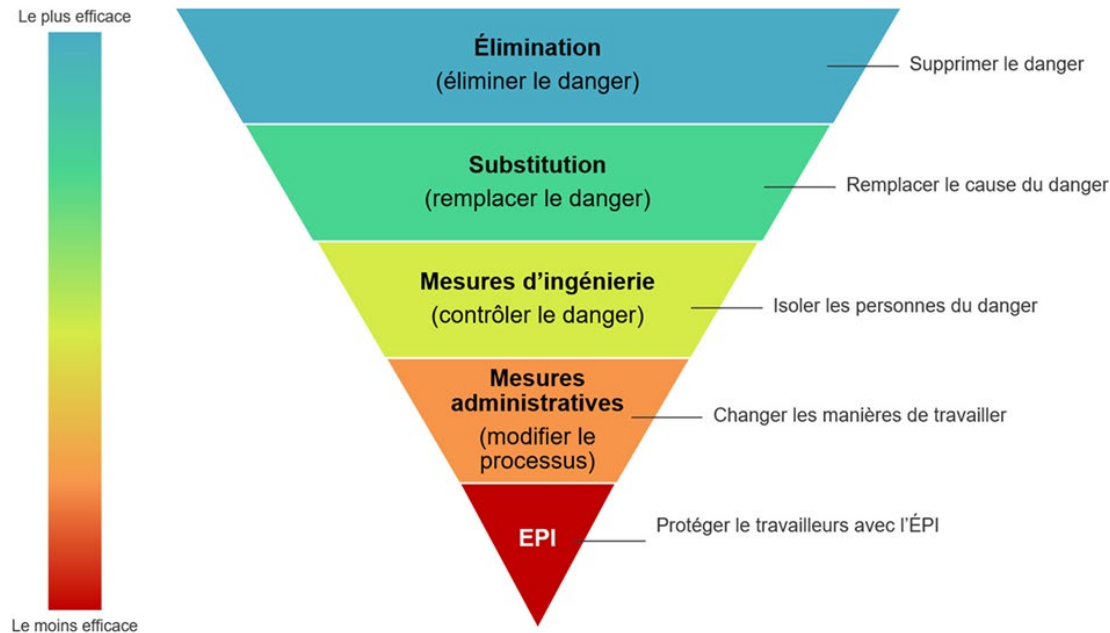 Le plus efficace
Élimination
(éliminer le danger)
Supprimer le danger
Substitution
(remplacer le danger)
Remplacer le cause du danger
Mesures d’ingénierie
(contrôler le danger)
Isoler les personnes du danger
Mesures
administratives
(modifier le
processus)
Changer les manières de travailler
EPI
Protéger le travailleurs avec l’ÉPI
Le moins efficace